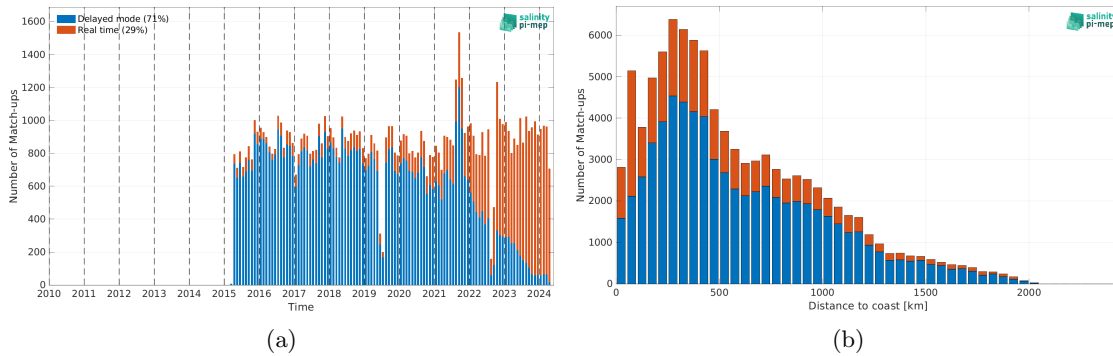 Delayed mode (71%)
Real time (29%)
salinity
pi-mep
Number of Match-ups
1600
1400
1200
1000
800
600
400
200
0
2010 2011 2012 2013 2014 2015 2016 2017 2018 2019 2020 2021 2022 2023 2024
Time
(a)
salinity
pi-mep
Number of Match-ups
6000
5000
4000
3000
2000
1000
0
0 500 1000 1500 2000
Distance to coast [km]
(b)